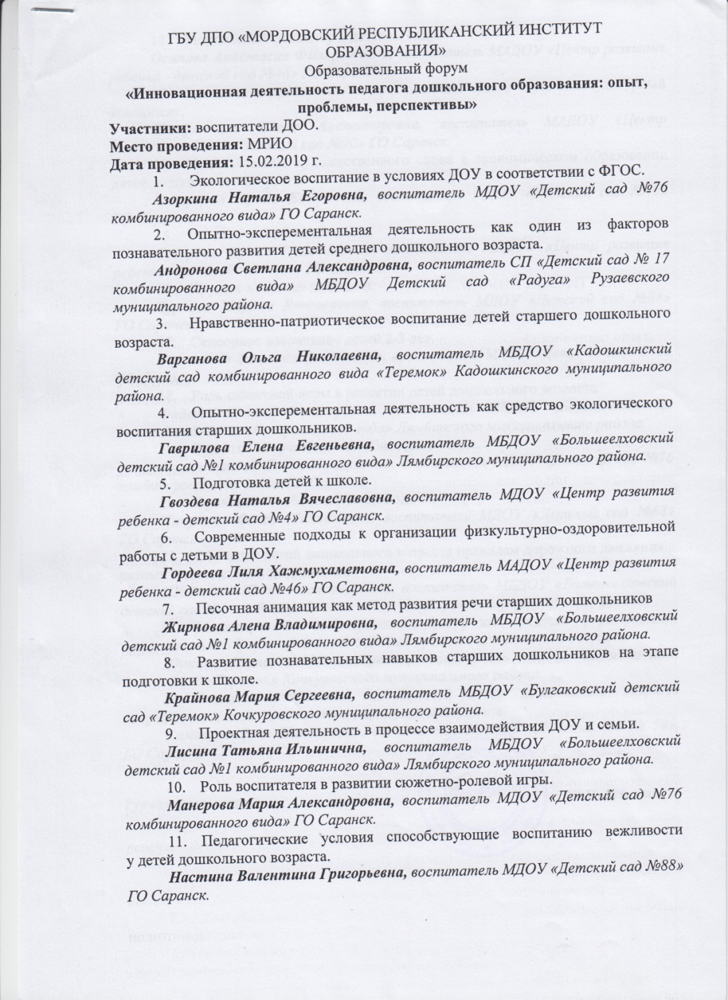 ГБУ ДПО «МОРДОВСКИЙ РЕСПУБЛИКАНСКИЙ ИНСТИТУТ
ОБРАЗОВАНИЯ»
Образовательный форум
«Инновационная деятельность педагога дошкольного образования: опыт,
проблемы, перспективы»
Участники: воспитатели ДОО.
Место проведения: МРИО
Дата проведения: 15.02.2019 г.
1. Экологическое воспитание в условиях ДОУ в соответствии с ФГОС.
Азоркина Наталья Егоровна, воспитатель МДОУ «Детский сад №76
комбинированного вида» ГО Саранск.
2. Опытно-эксперементальная деятельность как один из факторов
познавательного развития детей среднего дошкольного возраста.
Андронова Светлана Александровна, воспитатель СП «Детский сад № 17
комбинированного вида» МБДОУ Детский сад «Радуга» Рузаевского
муниципального района.
3. Нравственно-патриотическое воспитание детей старшего дошкольного
возраста.
Варганова Ольга Николаевна, воспитатель МБДОУ «Кадошкинский
детский сад комбинированного вида «Теремок» Кадошкинского муниципального
района.
4. Опытно-эксперементальная деятельность как средство экологического
воспитания старших дошкольников.
Гаврилова Елена Евгеньевна, воспитатель МБДОУ «Большеелховский
детский сад №1 комбинированного вида» Лямбирского муниципального района.
5. Подготовка детей к школе.
Гвоздева Наталья Вячеславовна, воспитатель МДОУ «Центр развития
ребенка - детский сад №4» ГО Саранск.
6. Современные подходы к организации физкультурно-оздоровительной
работы с детьми в ДОУ.
Гордеева Лиля Хажмухаметовна, воспитатель МАДОУ «Центр развития
ребенка - детский сад №46» ГО Саранск.
7. Песочная анимация как метод развития речи старших дошкольников
Жирнова Алена Владимировна, воспитатель МБДОУ «Большеелховский
детский сад №1 комбинированного вида» Лямбирского муниципального района.
8. Развитие познавательных навыков старших дошкольников на этапе
подготовки к школе.
Крайнова Мария Сергеевна, воспитатель МБДОУ «Булгаковский детский
сад «Теремок» Кочкуровского муниципального района.
9. Проектная деятельность в процессе взаимодействия ДОУ и семьи.
Лисина Татьяна Ильинична, воспитатель МБДОУ «Большеелховский
детский сад №1 комбинированного вида» Лямбирского муниципального района.
10. Роль воспитателя в развитии сюжетно-ролевой игры.
Манерова Мария Александровна, воспитатель МДОУ «Детский сад №76
комбинированного вида» ГО Саранск.
11. Педагогические условия способствующие воспитанию вежливости
у детей дошкольного возраста.
Настина Валентина Григорьевна, воспитатель МДОУ «Детский сад №88»
ГО Саранск.